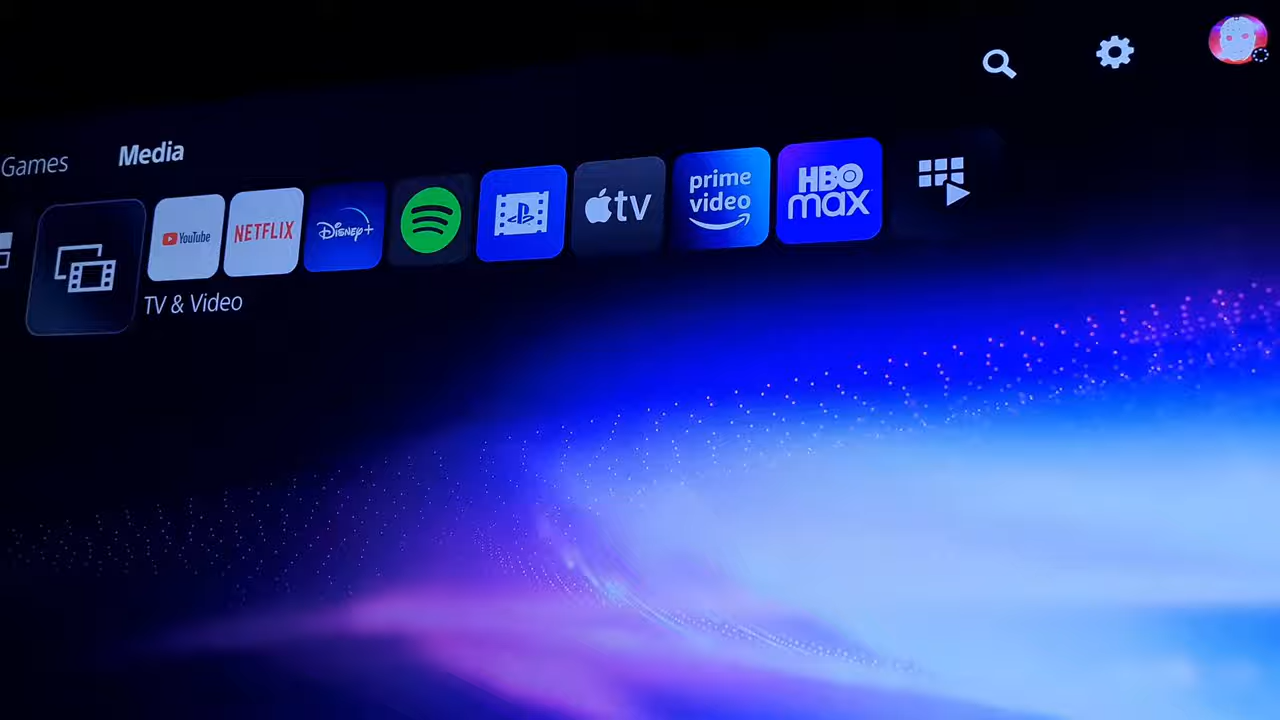 Games
Media
YouTube
NETFLIX
Disney+
tv
prime
video
HBO
max
TV & Video